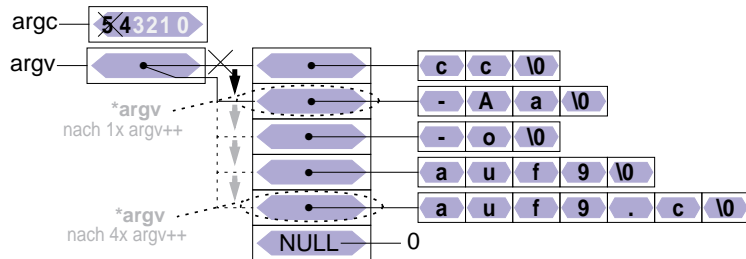 argc 5 4 3 2 1 0
argv c c \0
*argv - A a \0
nach 1x argv++ - o \0
a u f 9 \0
*argv a u f 9 . c \0
nach 4x argv++
NULL 0